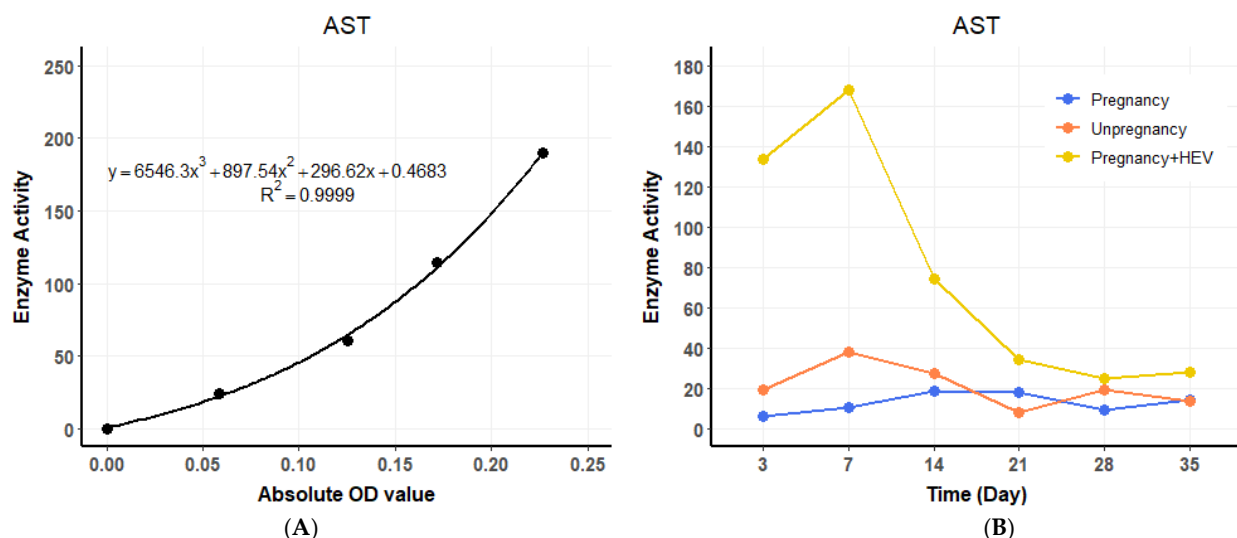 AST
250
200
150
100
50
0
Enzyme Activity
y = 6546.3x³ + 897.54x² + 296.62x + 0.4683
R² = 0.9999
0.00 0.05 0.10 0.15 0.20 0.25
Absolute OD value
(A)
AST
180
160
140
120
100
80
60
40
20
0
Enzyme Activity
Pregnancy
Unpregnancy
Pregnancy+HEV
3 7 14 21 28 35
Time (Day)
(B)